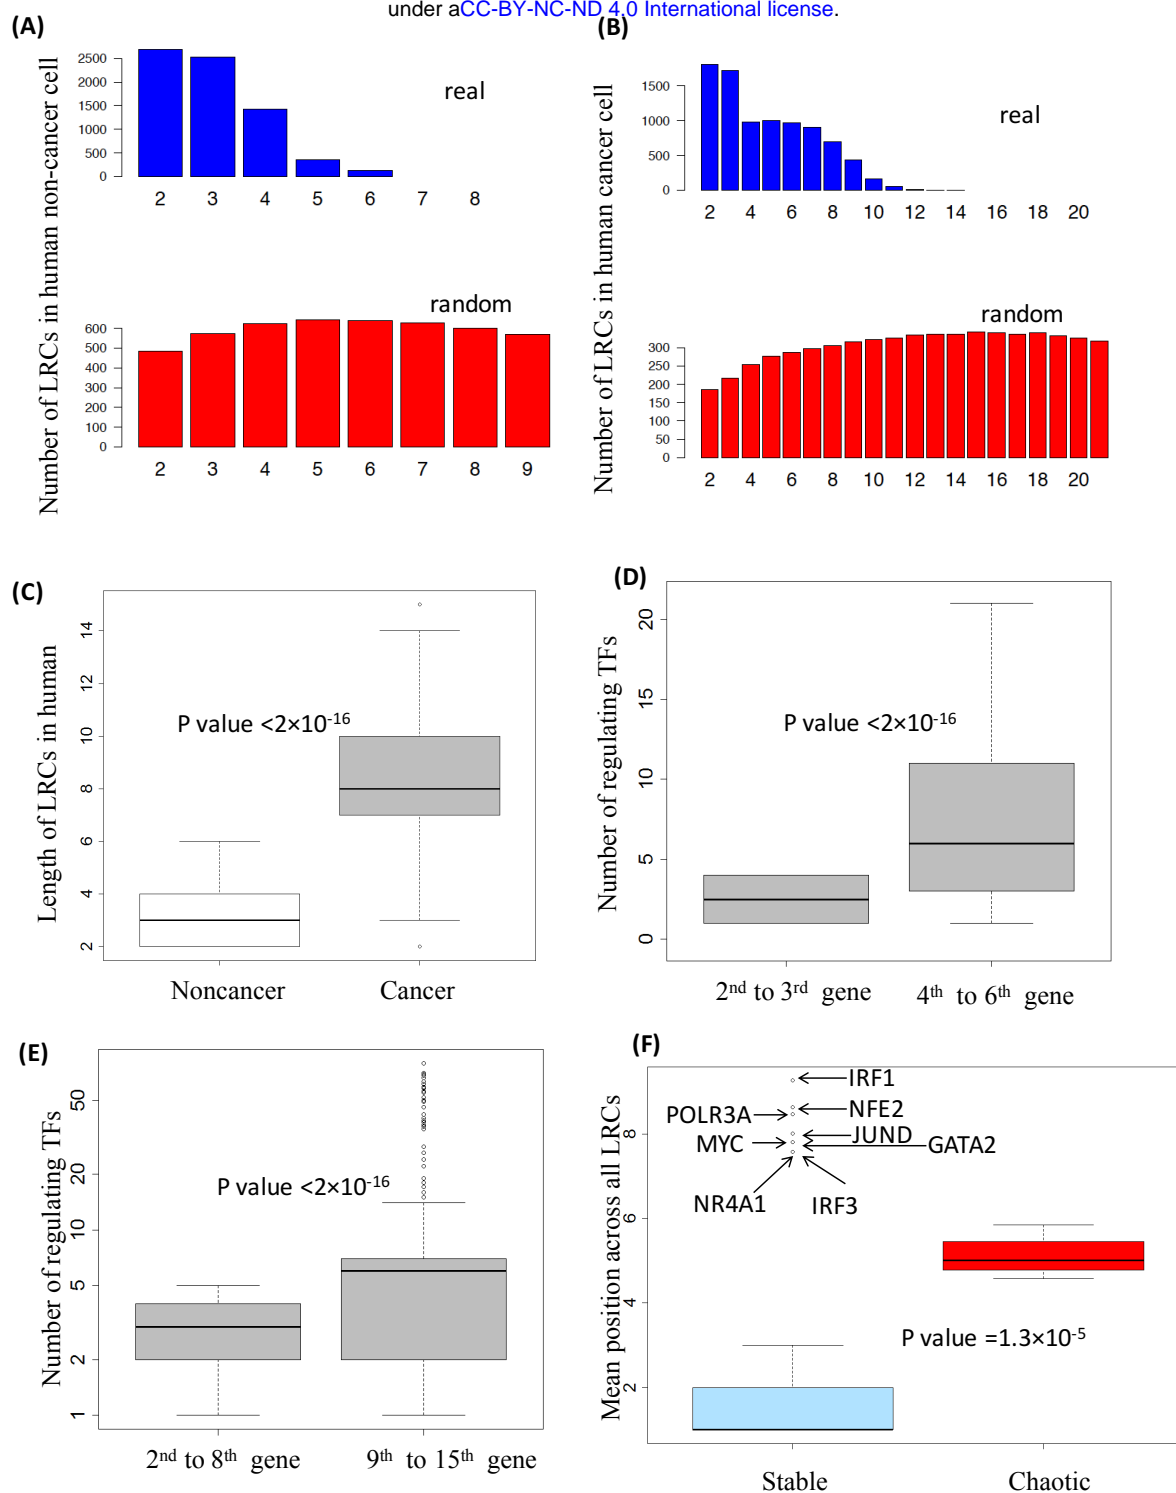 under aCC-BY-NC-ND 4.0 International license.
(A)
Number of LRCs in human non-cancer cell
2500
2000
1500
1000
500
0
real
2 3 4 5 6 7 8
random
600
500
400
300
200
100
0
2 3 4 5 6 7 8 9
(B)
Number of LRCs in human cancer cell
1500
1000
500
0
real
2 4 6 8 10 12 14 16 18 20
random
300
250
200
150
100
50
0
2 4 6 8 10 12 14 16 18 20
(C)
Length of LRCs in human
14
12
10
8
6
4
2
P value <2×10-16
Noncancer Cancer
(D)
Number of regulating TFs
20
15
10
5
0
P value <2×10-16
2nd to 3rd gene 4th to 6th gene
(E)
Number of regulating TFs
50
20
10
5
2
1
P value <2×10-16
2nd to 8th gene 9th to 15th gene
(F)
Mean position across all LRCs
8
6
4
2
IRF1
POLR3A NFE2
MYC JUND GATA2
NR4A1 IRF3
P value =1.3×10-5
Stable Chaotic